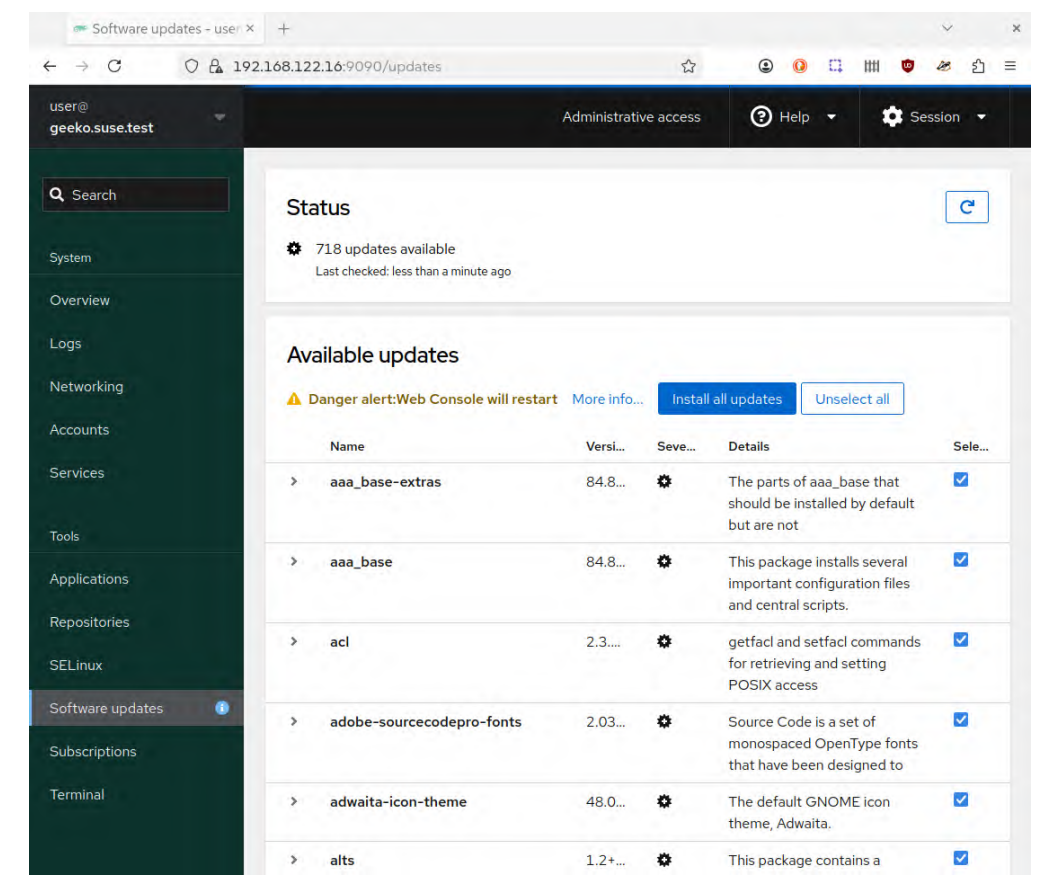 Software updates - user
192.168.122.16:9090/updates
user@
geeko.suse.test
Administrative access
Help
Session
Search
System
Overview
Logs
Networking
Accounts
Services
Tools
Applications
Repositories
SELinux
Software updates
Subscriptions
Terminal
Status
718 updates available
Last checked: less than a minute ago
Available updates
Danger alert:Web Console will restart More info... Install all updates Unselect all
Name Versi... Seve... Details Sele...
aaa_base-extras 84.8... The parts of aaa_base that
should be installed by default
but are not
aaa_base 84.8... This package installs several
important configuration files
and central scripts.
acl 2.3.... getfacl and setfacl commands
for retrieving and setting
POSIX access
adobe-sourcecodepro-fonts 2.03... Source Code is a set of
monospaced OpenType fonts
that have been designed to
adwaita-icon-theme 48.0... The default GNOME icon
theme, Adwaita.
alts 1.2+... This package contains a